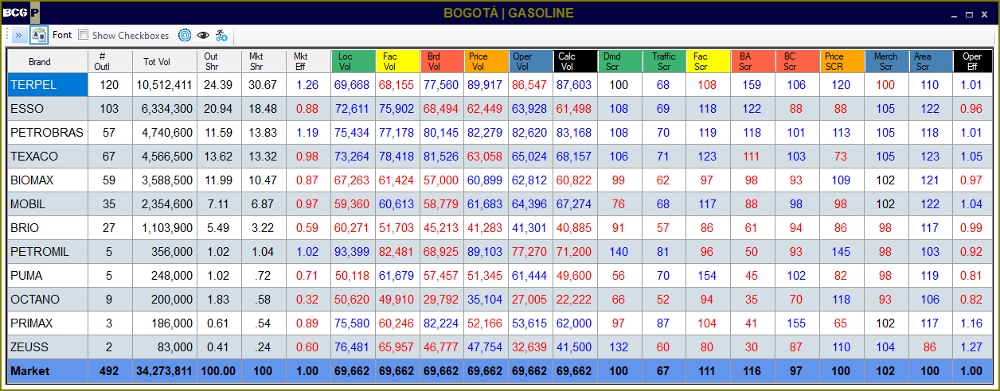 BCG P BOGOTÁ | GASOLINE
» Font Show Checkboxes
Brand # Outl Tot Vol Out Shr Mkt Shr Mkt Eff Loc Vol Fac Vol Brd Vol Price Vol Oper Vol Calc Vol Dmd Scr Traffic Scr Fac Scr BA Scr BC Scr Price SCR Merch Scr Area Scr Oper Eff
TERPEL 120 10,512,411 24.39 30.67 1.26 69,668 68,155 77,560 89,917 86,547 87,603 100 68 108 159 106 120 100 110 1.01
ESSO 103 6,334,300 20.94 18.48 0.88 72,611 75,902 68,494 62,449 63,928 61,498 108 69 118 122 88 88 105 122 0.96
PETROBRAS 57 4,740,600 11.59 13.83 1.19 75,434 77,178 80,145 82,279 82,620 83,168 108 70 119 118 101 113 105 118 1.01
TEXACO 67 4,566,500 13.62 13.32 0.98 73,264 78,418 81,526 63,058 65,024 68,157 106 71 123 111 103 73 105 123 1.05
BIOMAX 59 3,588,500 11.99 10.47 0.87 67,263 61,424 57,000 60,899 62,812 60,822 99 62 97 98 93 109 102 121 0.97
MOBIL 35 2,354,600 7.11 6.87 0.97 59,360 60,613 58,779 61,683 64,396 67,274 76 68 117 88 98 98 102 122 1.04
BRIO 27 1,103,900 5.49 3.22 0.59 60,271 51,703 45,213 41,283 41,301 40,885 91 57 86 61 94 86 98 117 0.99
PETROMIL 5 356,000 1.02 1.04 1.02 93,399 82,481 68,925 89,103 77,270 71,200 140 81 96 50 93 145 98 103 0.92
PUMA 5 248,000 1.02 .72 0.71 50,118 61,679 57,457 51,345 61,444 49,600 56 70 154 45 102 82 98 119 0.81
OCTANO 9 200,000 1.83 .58 0.32 50,620 49,910 29,792 35,104 27,005 22,222 66 52 94 35 70 118 93 106 0.82
PRIMAX 3 186,000 0.61 .54 0.89 75,580 60,246 82,224 52,166 53,615 62,000 97 87 104 41 155 65 102 117 1.16
ZEUSS 2 83,000 0.41 .24 0.60 76,481 65,957 46,777 47,754 32,639 41,500 132 60 80 30 87 110 104 86 1.27
Market 492 34,273,811 100.00 100 1.00 69,662 69,662 69,662 69,662 69,662 69,662 100 67 111 116 97 100 102 100 1.00